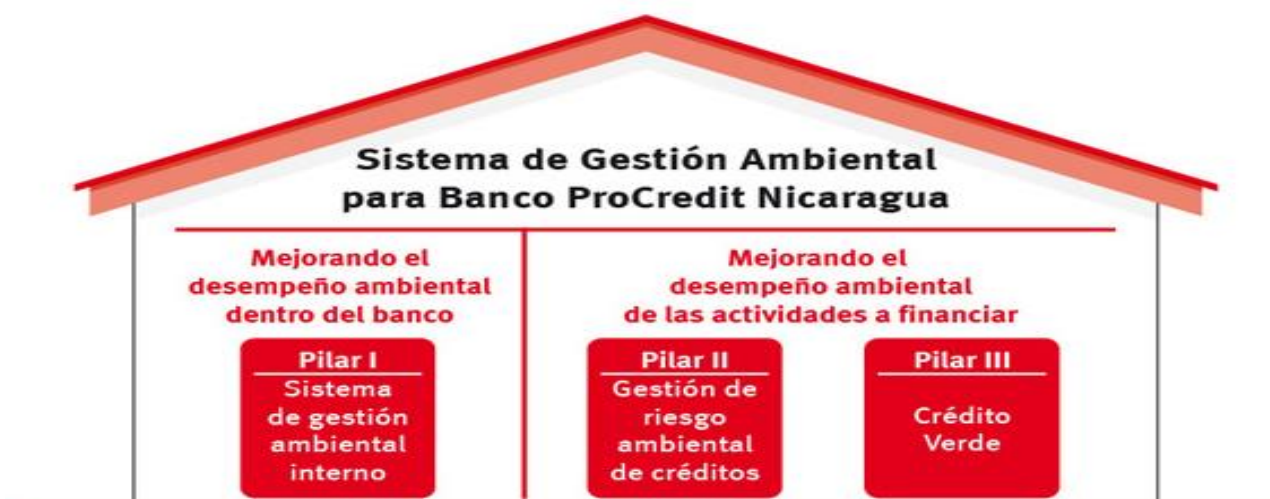 Sistema de Gestión Ambiental
para Banco ProCredit Nicaragua
Mejorando el
desempeño ambiental
dentro del banco
Pilar I
Sistema
de gestión
ambiental
interno
Mejorando el
desempeño ambiental
de las actividades a financiar
Pilar II
Gestión de
riesgo
ambiental
de créditos
Pilar III
Crédito
Verde